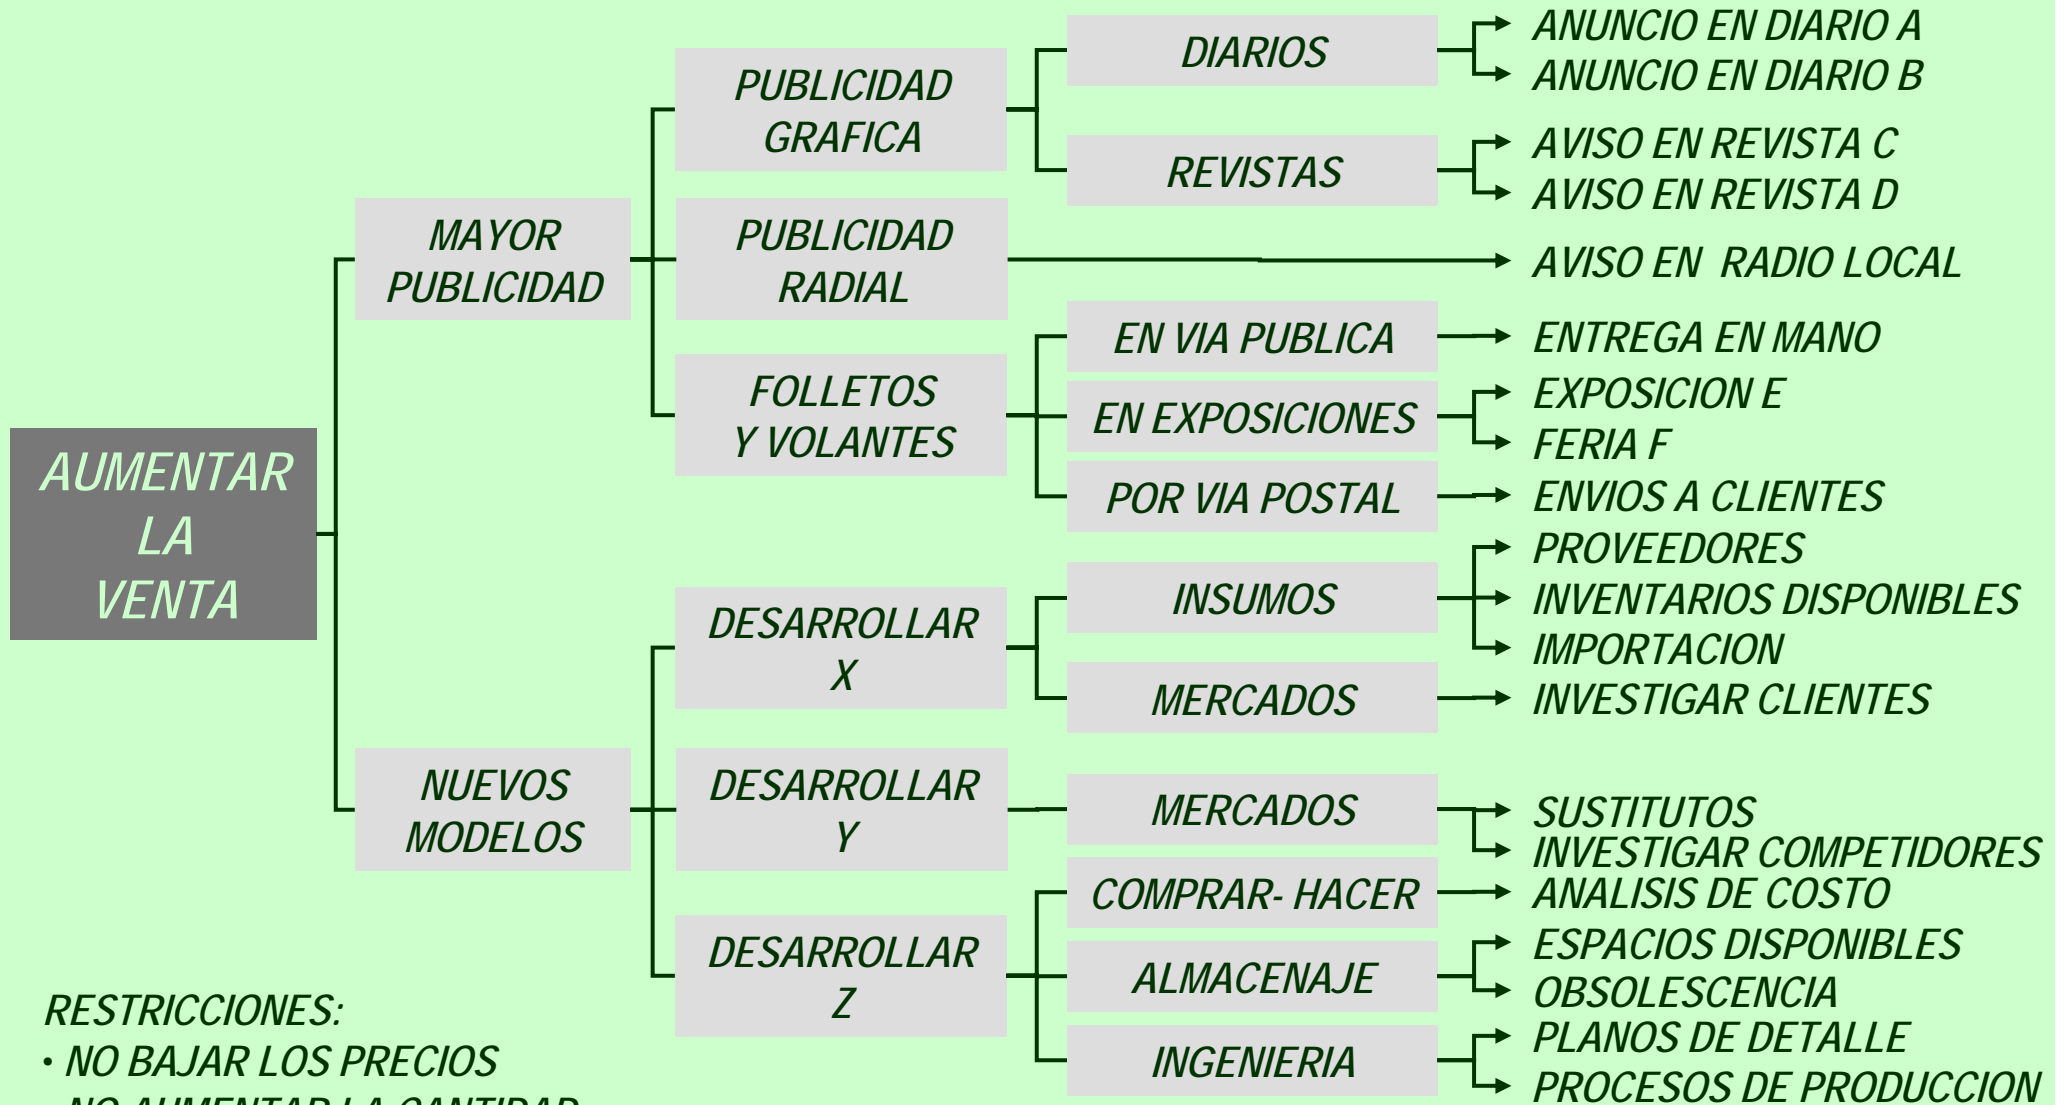 AUMENTAR
LA
VENTA
MAYOR
PUBLICIDAD
NUEVOS
MODELOS
PUBLICIDAD
GRAFICA
PUBLICIDAD
RADIAL
FOLLETOS
Y VOLANTES
DESARROLLAR
X
DESARROLLAR
Y
DESARROLLAR
Z
DIARIOS
REVISTAS
EN VIA PUBLICA
EN EXPOSICIONES
POR VIA POSTAL
INSUMOS
MERCADOS
MERCADOS
COMPRAR- HACER
ALMACENAJE
INGENIERIA
ANUNCIO EN DIARIO A
ANUNCIO EN DIARIO B
AVISO EN REVISTA C
AVISO EN REVISTA D
AVISO EN RADIO LOCAL
ENTREGA EN MANO
EXPOSICION E
FERIA F
ENVIOS A CLIENTES
PROVEEDORES
INVENTARIOS DISPONIBLES
IMPORTACION
INVESTIGAR CLIENTES
SUSTITUTOS
INVESTIGAR COMPETIDORES
ANALISIS DE COSTO
ESPACIOS DISPONIBLES
OBSOLESCENCIA
PLANOS DE DETALLE
PROCESOS DE PRODUCCION
RESTRICCIONES:
• NO BAJAR LOS PRECIOS
NO AUMENTAR LA CANTIDAD